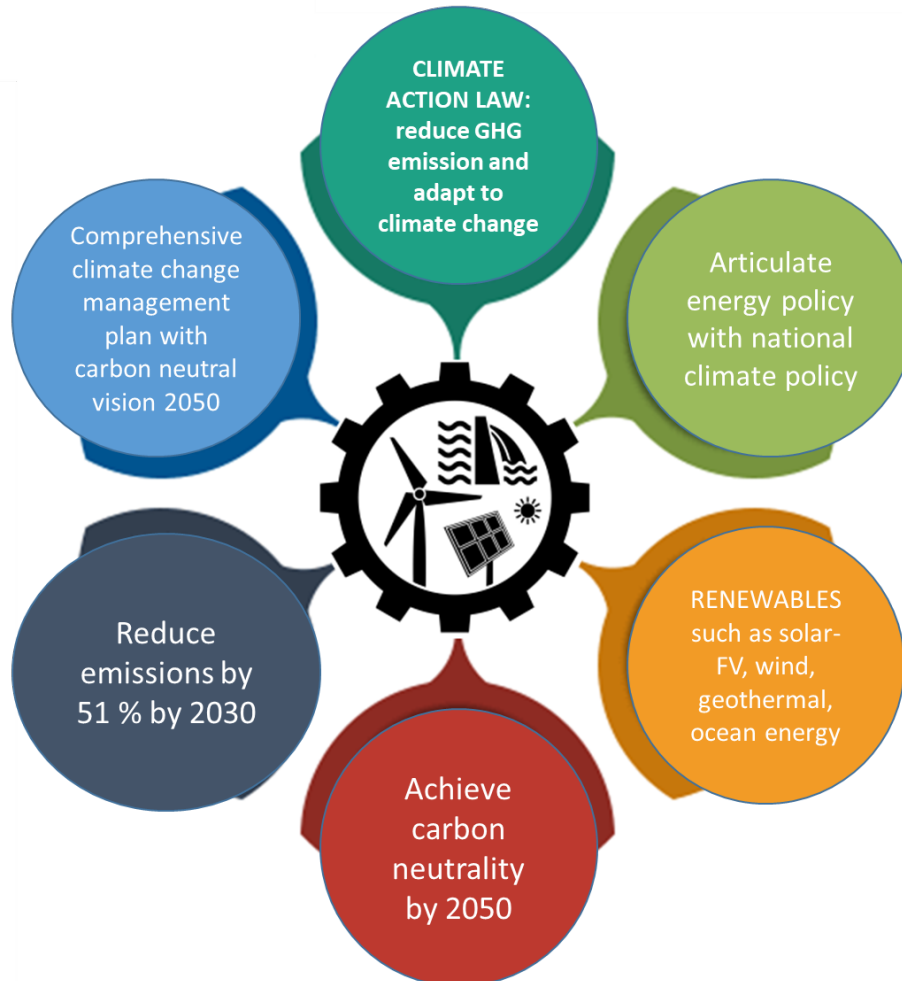 CLIMATE
ACTION LAW:
reduce GHG
emission and
adapt to
climate change
Articulate
energy policy
with national
climate policy
RENEWABLES
such as solar-
FV, wind,
geothermal,
ocean energy
Achieve
carbon
neutrality
by 2050
Reduce
emissions by
51 % by 2030
Comprehensive
climate change
management
plan with
carbon neutral
vision 2050